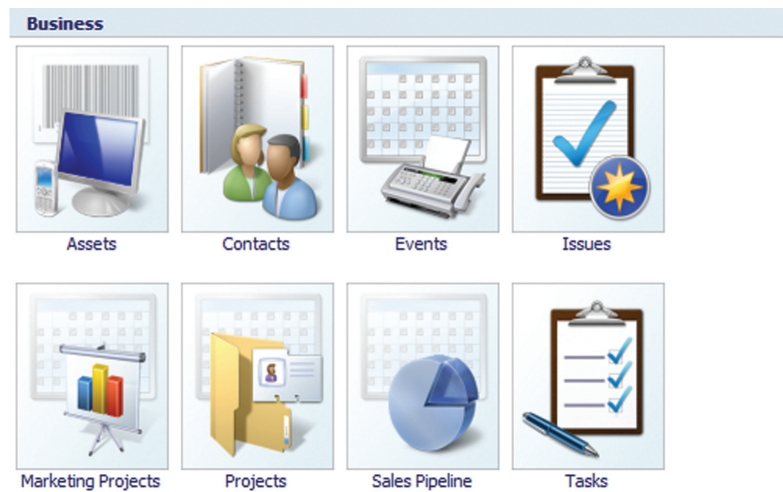 Business
Assets
Contacts
Events
Issues
Marketing Projects
Projects
Sales Pipeline
Tasks